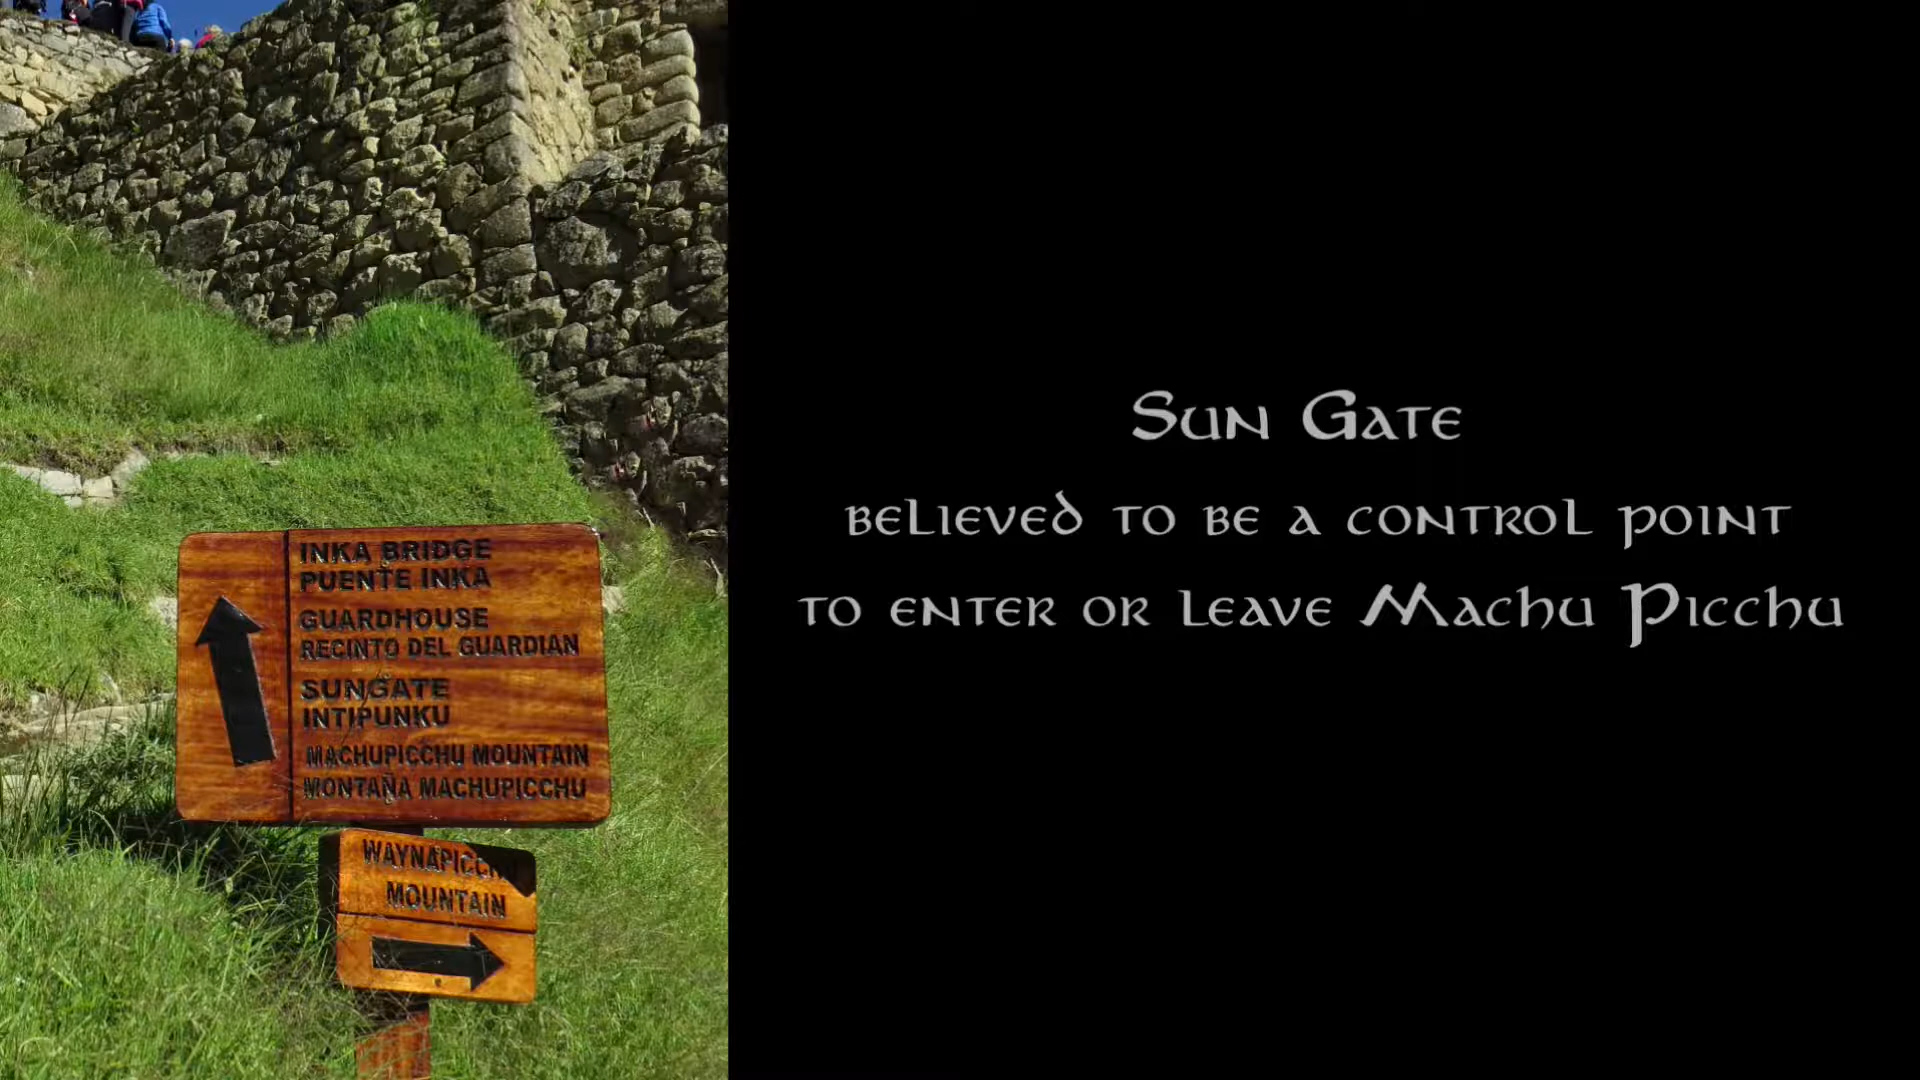 INKA BRIDGE
PUENTE INKA
GUARDHOUSE
RECINTO DEL GUARDIAN
SUNGATE
INTIPUNKU
MACHUPICCHU MOUNTAIN
MONTAÑA MACHUPICCHU
WAYNAPICCHU
MOUNTAIN
Sun Gate
believed to be a control point
to enter or leave Machu Picchu